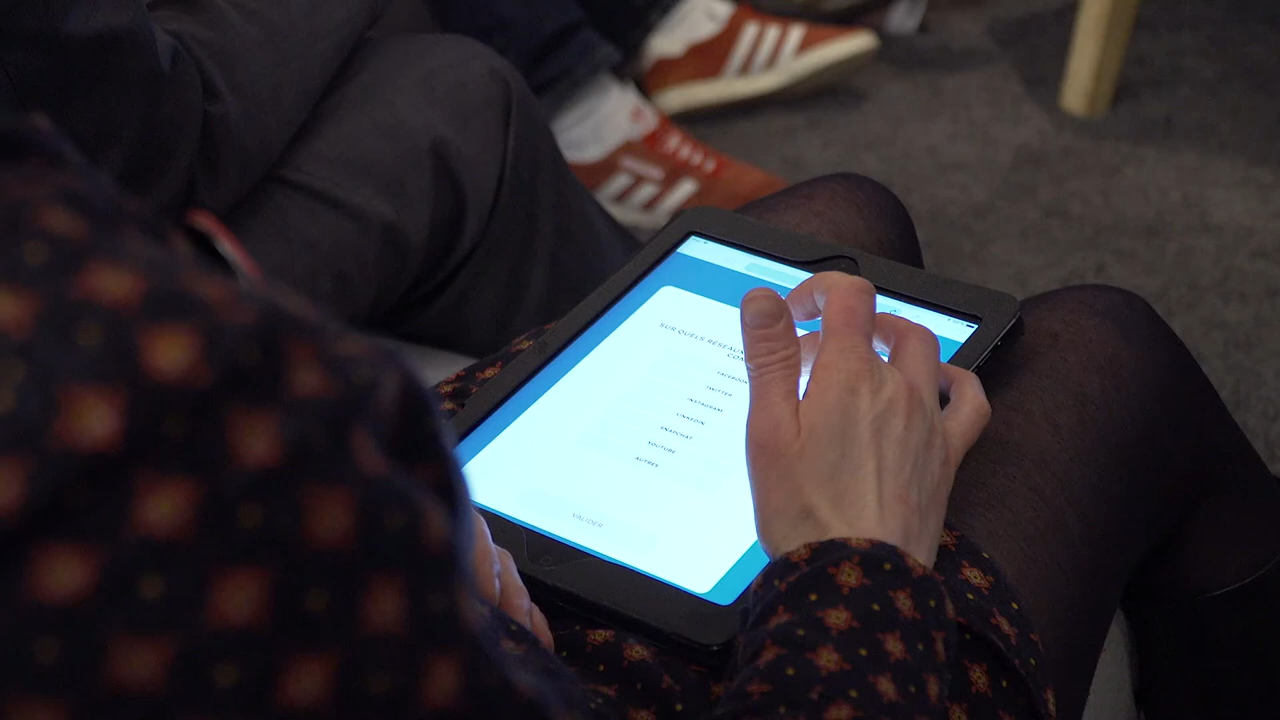 SUR QUELS RÉSEAUX
FACEBOOK
TWITTER
INSTAGRAM
LINKEDIN
SNAPCHAT
YOUTUBE
AUTRES
VALIDER